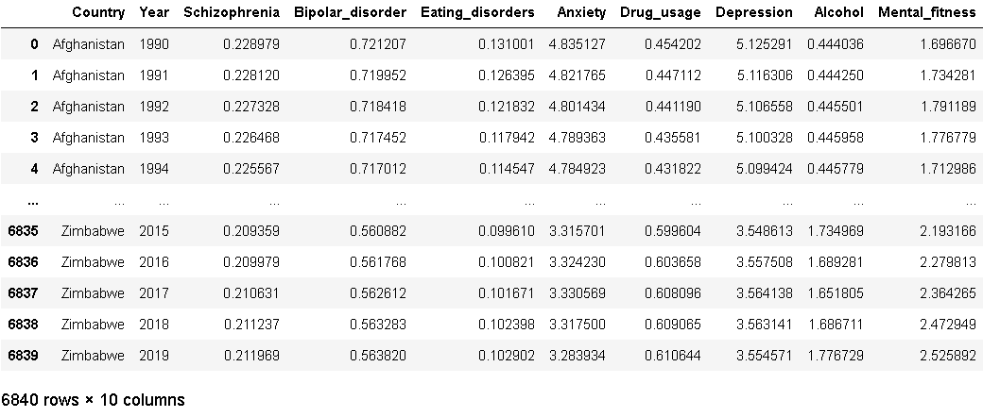 Country Year Schizophrenia Bipolar_disorder Eating_disorders Anxiety Drug_usage Depression Alcohol Mental_fitness
0 Afghanistan 1990 0.228979 0.721207 0.131001 4.835127 0.454202 5.125291 0.444036 1.696670
1 Afghanistan 1991 0.228120 0.719952 0.126395 4.821765 0.447112 5.116306 0.444250 1.734281
2 Afghanistan 1992 0.227328 0.718418 0.121832 4.801434 0.441190 5.106558 0.445501 1.791189
3 Afghanistan 1993 0.226468 0.717452 0.117942 4.789363 0.435581 5.100328 0.445958 1.776779
4 Afghanistan 1994 0.225567 0.717012 0.114547 4.784923 0.431822 5.099424 0.445779 1.712986
... ... ... ... ... ... ... ... ... ... ...
6835 Zimbabwe 2015 0.209359 0.560882 0.099610 3.315701 0.599604 3.548613 1.734969 2.193166
6836 Zimbabwe 2016 0.209979 0.561768 0.100821 3.324230 0.603658 3.557508 1.689281 2.279813
6837 Zimbabwe 2017 0.210631 0.562612 0.101671 3.330569 0.608096 3.564138 1.651805 2.364265
6838 Zimbabwe 2018 0.211237 0.563283 0.102398 3.317500 0.609065 3.563141 1.686711 2.472949
6839 Zimbabwe 2019 0.211969 0.563820 0.102902 3.283934 0.610644 3.554571 1.776729 2.525892
6840 rows × 10 columns